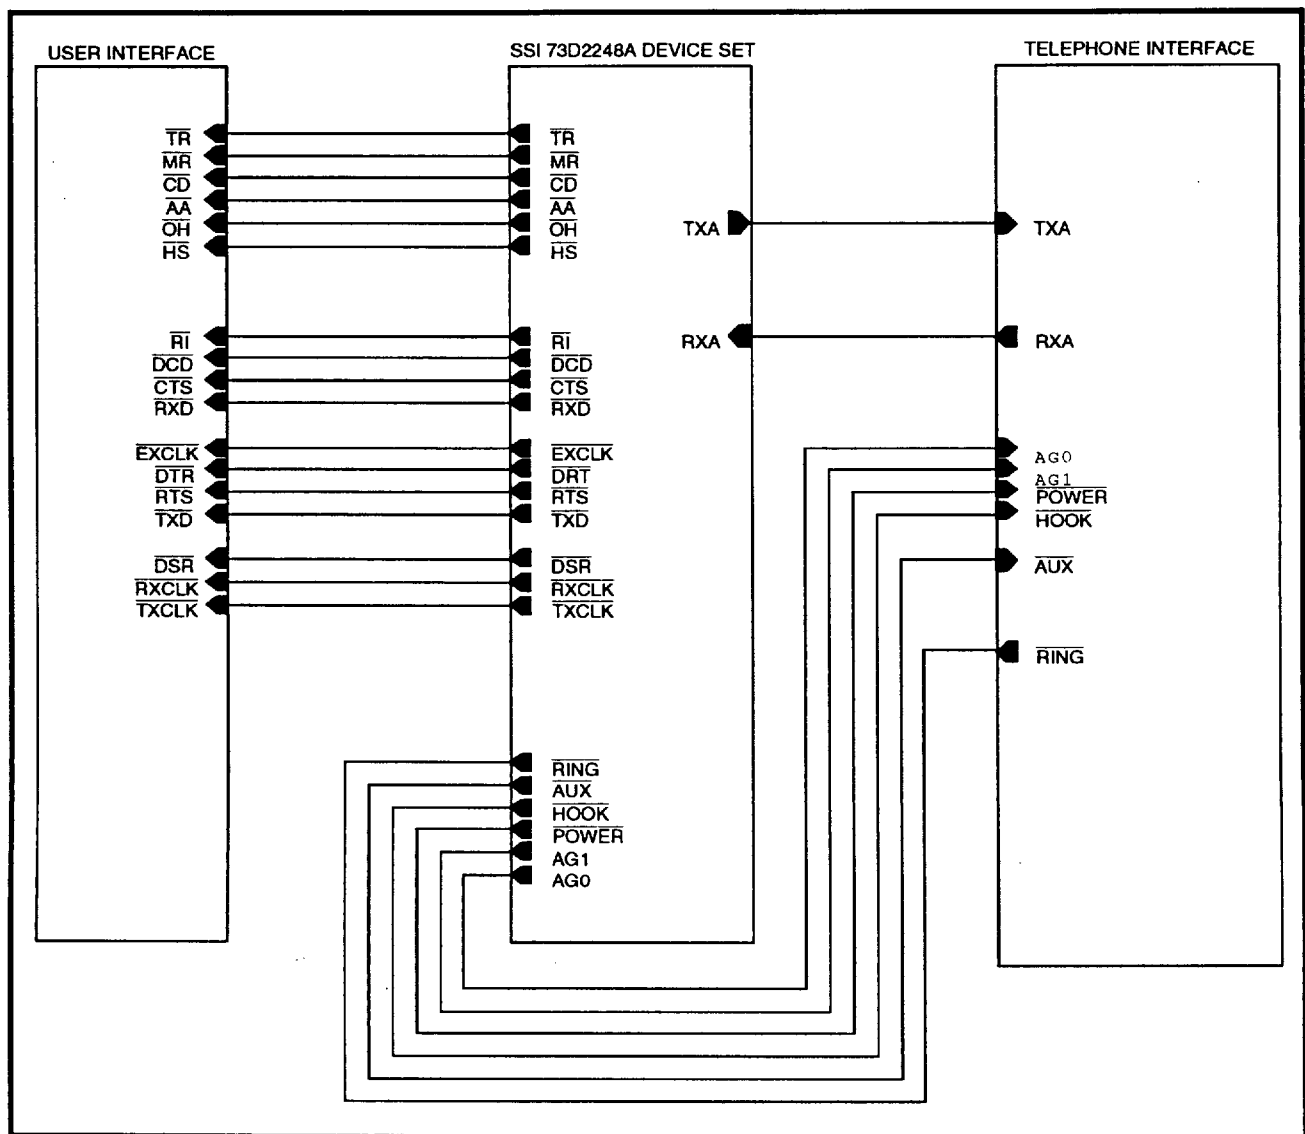 USER INTERFACE
TR
MR
CD
AA
OH
HS
RI
DCD
CTS
RXD
EXCLK
DTR
RTS
TXD
DSR
RXCLK
TXCLK
SSI 73D2248A DEVICE SET
TR
MR
CD
AA
OH
HS
RI
DCD
CTS
RXD
EXCLK
DRT
RTS
TXD
DSR
RXCLK
TXCLK
RING
AUX
HOOK
POWER
AG1
AG0
TXA
RXA
TELEPHONE INTERFACE
TXA
RXA
AG0
AG1
POWER
HOOK
AUX
RING